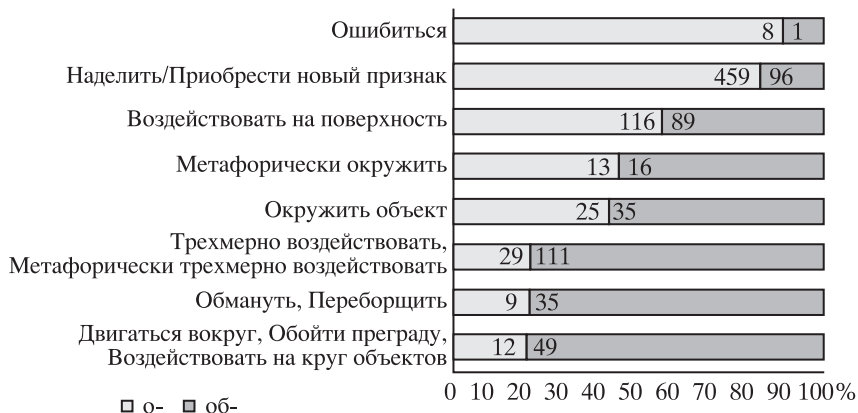 Ошибиться 8 1
Наделить/Приобрести новый признак 459 96
Воздействовать на поверхность 116 89
Метафорически окружить 13 16
Окружить объект 25 35
Трехмерно воздействовать,
Метафорически трехмерно воздействовать 29 111
Обмануть, Переборщить 9 35
Двигаться вокруг, Обойти преграду,
Воздействовать на круг объектов 12 49
0 10 20 30 40 50 60 70 80 90 100%
о- об-